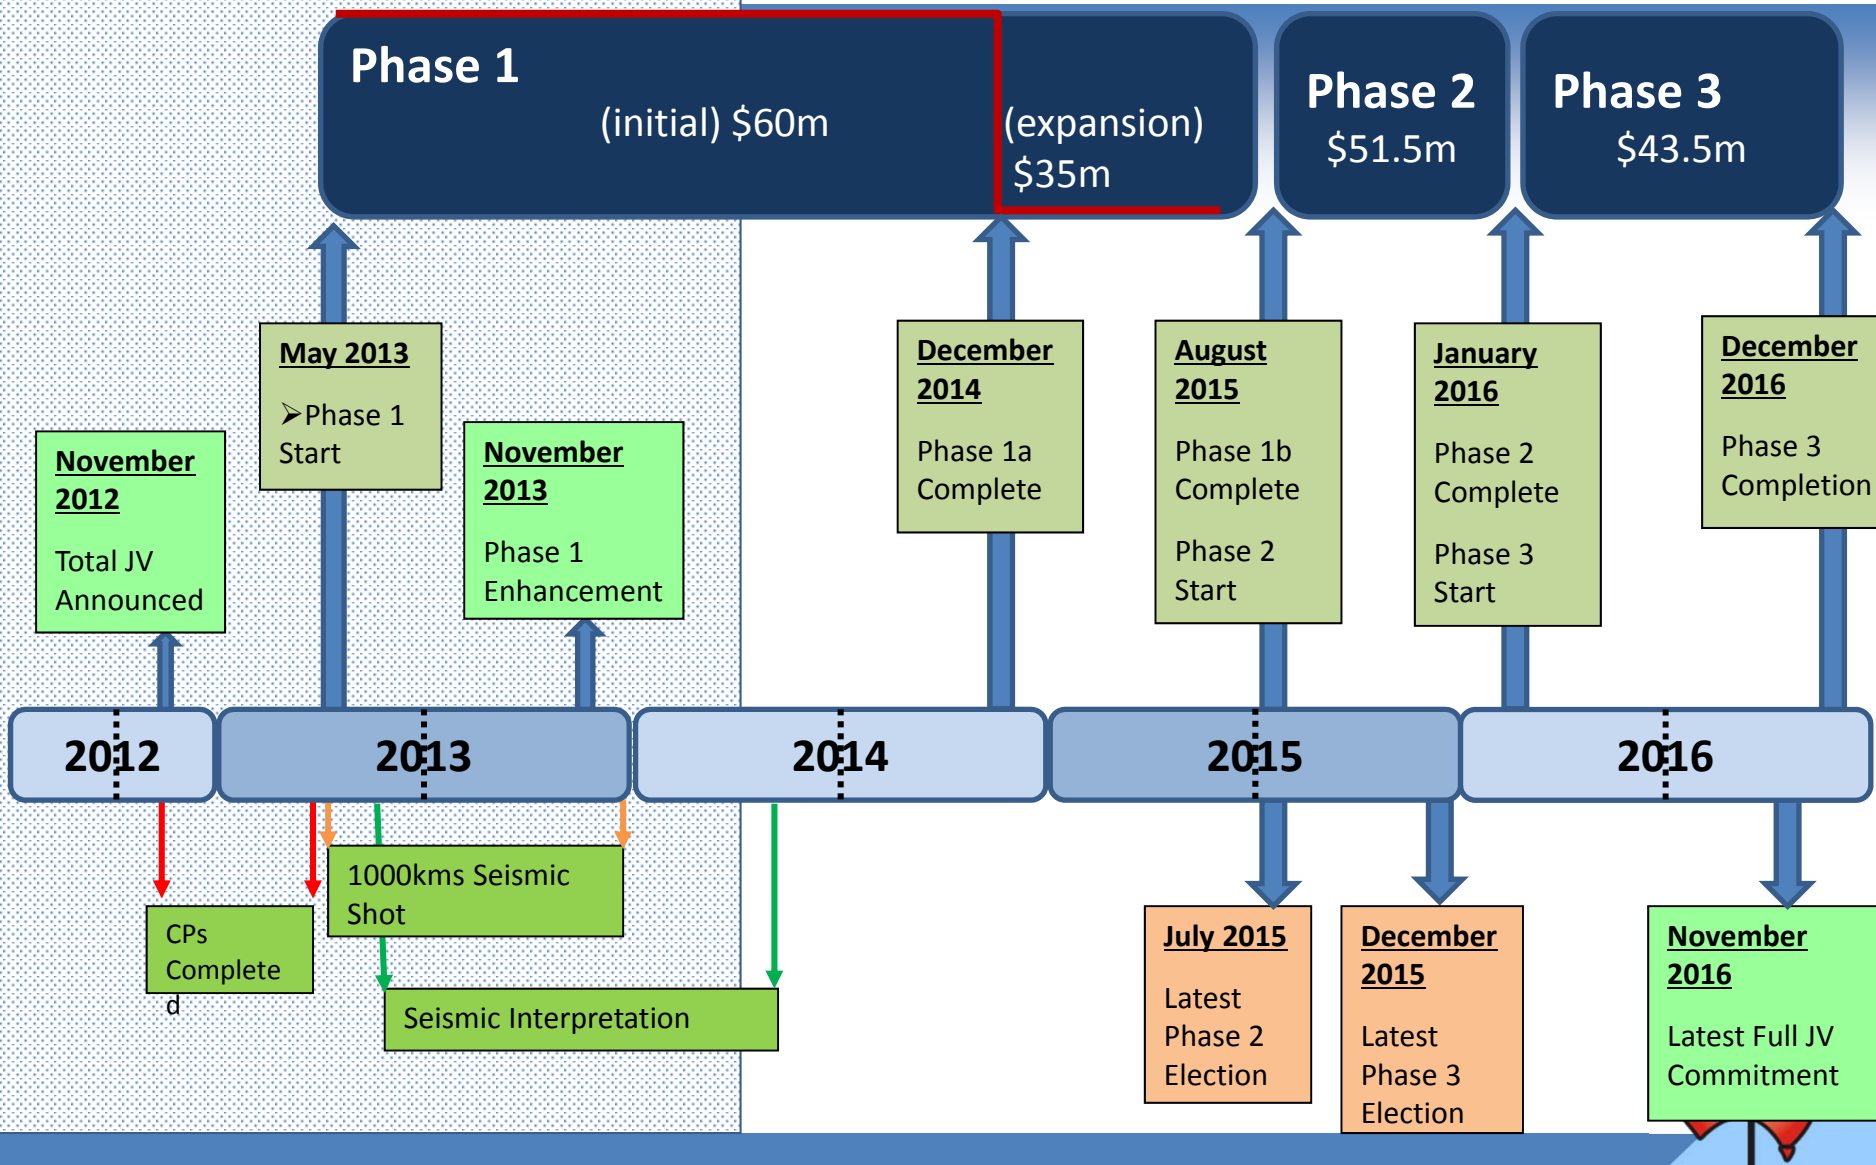 Phase 1
(initial) $60m
(expansion)
$35m
Phase 2
$51.5m
Phase 3
$43.5m
May 2013
➢Phase 1
Start
November
2012
Total JV
Announced
November
2013
Phase 1
Enhancement
December
2014
Phase 1a
Complete
August
2015
Phase 1b
Complete
Phase 2
Start
January
2016
Phase 2
Complete
Phase 3
Start
December
2016
Phase 3
Completion
2012
2013
2014
2015
2016
CPs
Complete
d
1000kms Seismic
Shot
Seismic Interpretation
July 2015
Latest
Phase 2
Election
December
2015
Latest
Phase 3
Election
November
2016
Latest Full JV
Commitment